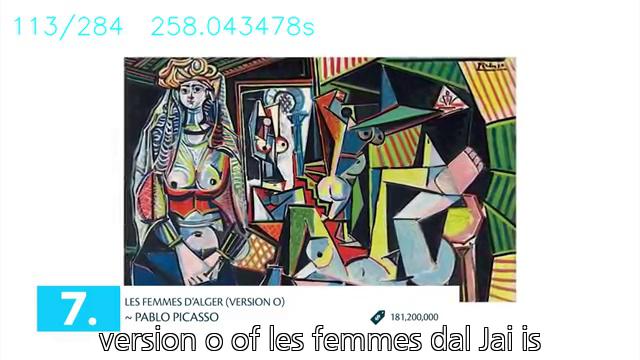 113/284 258.043478s
LES FEMMES D'ALGER (VERSION O)
7.
~ PABLO PICASSO
181,200,000
version o of les femmes dal Jai is